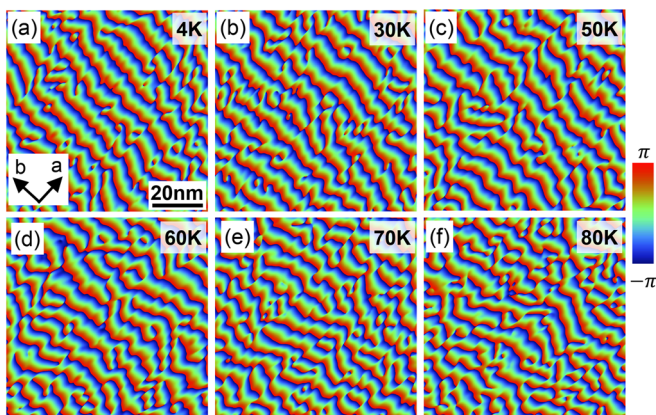 (a) 4K
(b) 30K
(c) 50K
b a
20nm
π
−π
(d) 60K
(e) 70K
(f) 80K